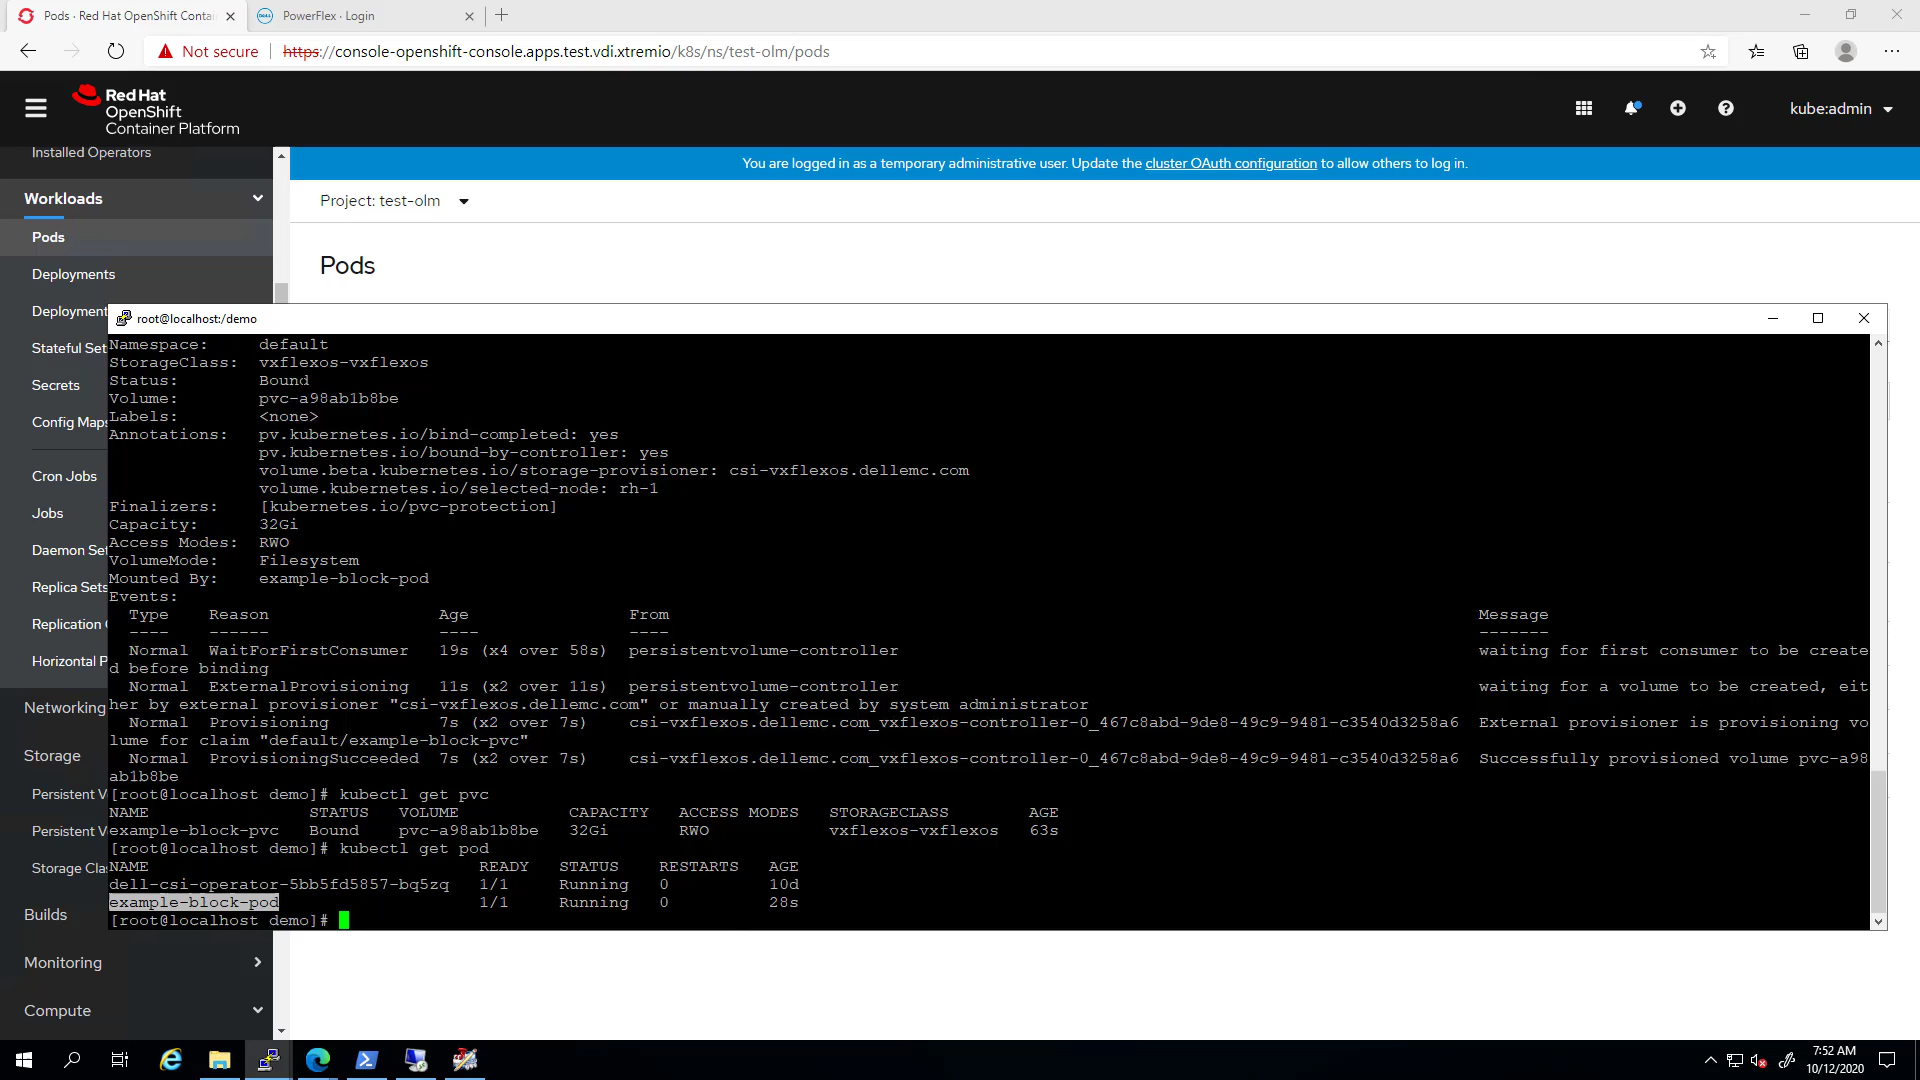 Pods · Red Hat OpenShift Contai
PowerFlex - Login
Not secure
https://console-openshift-console.apps.test.vdi.xtremio/k8s/ns/test-olm/pods
Red Hat
OpenShift
Container Platform
kube:admin
Installed Operators
You are logged in as a temporary administrative user. Update the cluster OAuth configuration to allow others to log in.
Workloads
Project: test-olm
Pods
Pods
Deployments
Deployment
Stateful Set
Secrets
Config Maps
Cron Jobs
Jobs
Daemon Set
Replica Sets
Replication
Horizontal P
Networking
Storage
Persistent V
Persistent V
Storage Cla
Builds
Monitoring
Compute
root@localhost:/demo
Namespace: default
StorageClass: vxflexos-vxflexos
Status: Bound
Volume: pvc-a98ab1b8be
Labels: <none>
Annotations: pv.kubernetes.io/bind-completed: yes
pv.kubernetes.io/bound-by-controller: yes
volume.beta.kubernetes.io/storage-provisioner: csi-vxflexos.dellemc.com
volume.kubernetes.io/selected-node: rh-1
Finalizers: [kubernetes.io/pvc-protection]
Capacity: 32Gi
Access Modes: RWO
VolumeMode: Filesystem
Mounted By: example-block-pod
Events:
Type Reason Age From Message
---- ------ ---- ---- -------
Normal WaitForFirstConsumer 19s (x4 over 58s) persistentvolume-controller waiting for first consumer to be create
d before binding
Normal ExternalProvisioning 11s (x2 over 11s) persistentvolume-controller waiting for a volume to be created, eit
her by external provisioner "csi-vxflexos.dellemc.com" or manually created by system administrator
Normal Provisioning 7s (x2 over 7s) csi-vxflexos.dellemc.com_vxflexos-controller-0_467c8abd-9de8-49c9-9481-c3540d3258a6 External provisioner is provisioning vo
lume for claim "default/example-block-pvc"
Normal ProvisioningSucceeded 7s (x2 over 7s) csi-vxflexos.dellemc.com_vxflexos-controller-0_467c8abd-9de8-49c9-9481-c3540d3258a6 Successfully provisioned volume pvc-a98
ab1b8be
[root@localhost demo]# kubectl get pvc
NAME STATUS VOLUME CAPACITY ACCESS MODES STORAGECLASS AGE
example-block-pvc Bound pvc-a98ab1b8be 32Gi RWO vxflexos-vxflexos 63s
[root@localhost demo]# kubectl get pod
NAME READY STATUS RESTARTS AGE
dell-csi-operator-5bb5fd5857-bq5zq 1/1 Running 0 10d
example-block-pod 1/1 Running 0 28s
[root@localhost demo]#
7:52 AM
10/12/2020